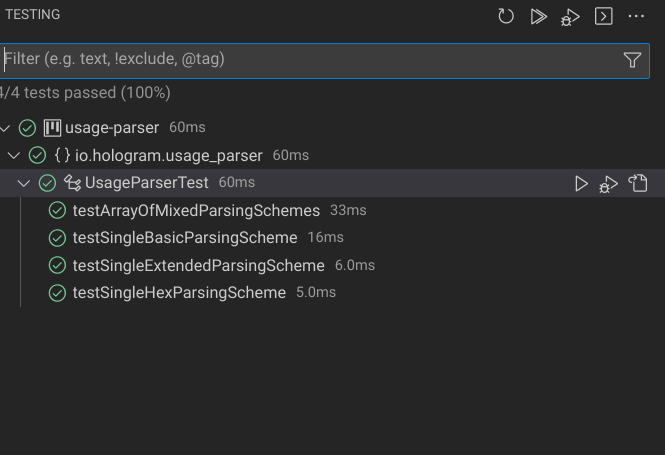 TESTING
Filter (e.g. text, !exclude, @tag)
4/4 tests passed (100%)
usage-parser 60ms
{ } io.hologram.usage_parser 60ms
UsageParserTest 60ms
testArrayOfMixedParsingSchemes 33ms
testSingleBasicParsingScheme 16ms
testSingleExtendedParsingScheme 6.0ms
testSingleHexParsingScheme 5.0ms